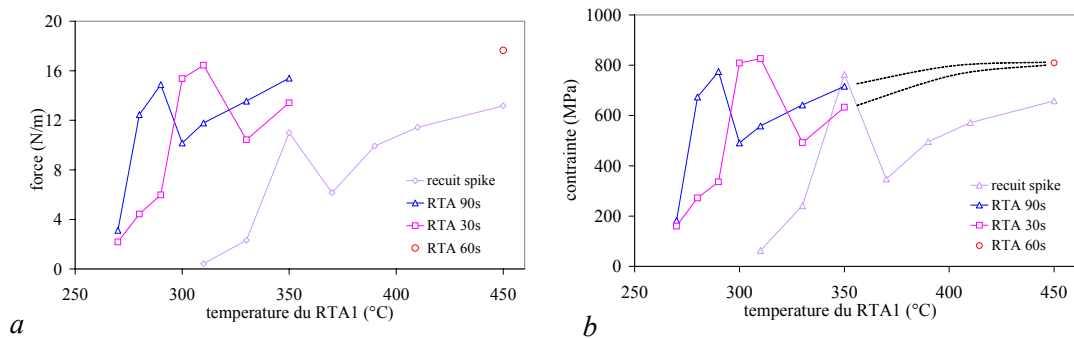 20
16
12
8
4
0
force (N/m)
250
300
350
400
450
temperature du RTA1 (°C)
recuit spike
RTA 90s
RTA 30s
RTA 60s
a
1000
800
600
400
200
0
contrainte (MPa)
250
300
350
400
450
temperature du RTA1 (°C)
recuit spike
RTA 90s
RTA 30s
RTA 60s
b